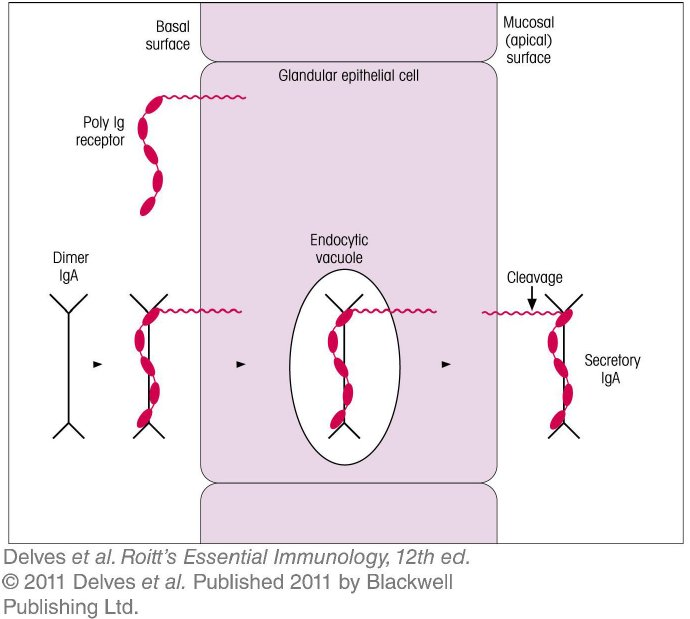 Basal
surface
Mucosal
(apical)
surface
Glandular epithelial cell
Poly Ig
receptor
Dimer
IgA
Endocytic
vacuole
Cleavage
Secretory
IgA
Delves et al. Roitt's Essential Immunology, 12th ed.
© 2011 Delves et al. Published 2011 by Blackwell
Publishing Ltd.